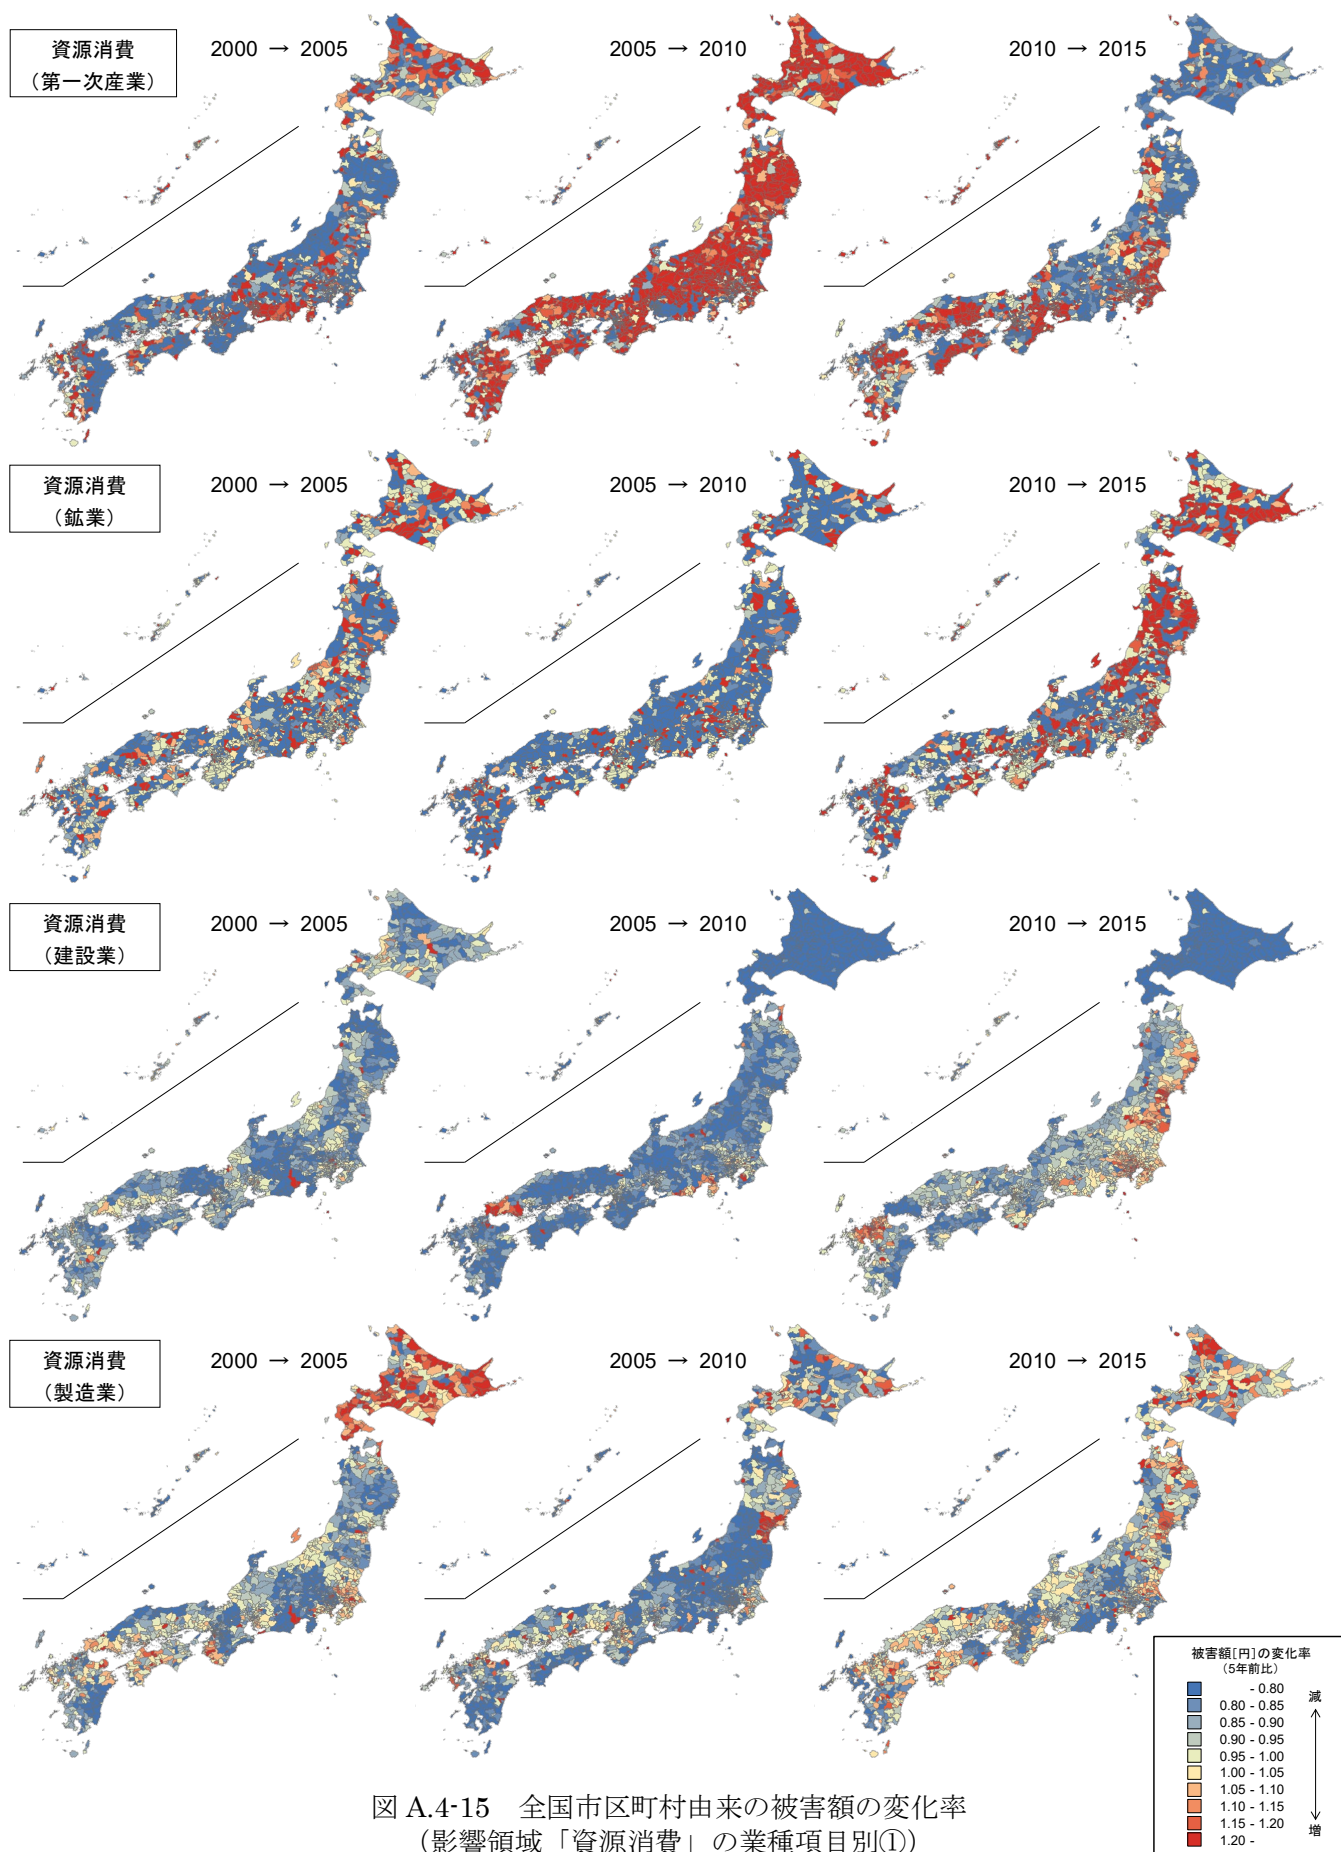 資源消費
（第一次産業）
2000 → 2005
2005 → 2010
2010 → 2015
資源消費
（鉱業）
2000 → 2005
2005 → 2010
2010 → 2015
資源消費
（建設業）
2000 → 2005
2005 → 2010
2010 → 2015
資源消費
（製造業）
2000 → 2005
2005 → 2010
2010 → 2015
被害額[円]の変化率
（5年前比）
- 0.80
0.80 - 0.85
0.85 - 0.90
0.90 - 0.95
0.95 - 1.00
1.00 - 1.05
1.05 - 1.10
1.10 - 1.15
1.15 - 1.20
1.20 -
減
増
図 A.4-15　全国市区町村由来の被害額の変化率
（影響領域「資源消費」の業種項目別①）